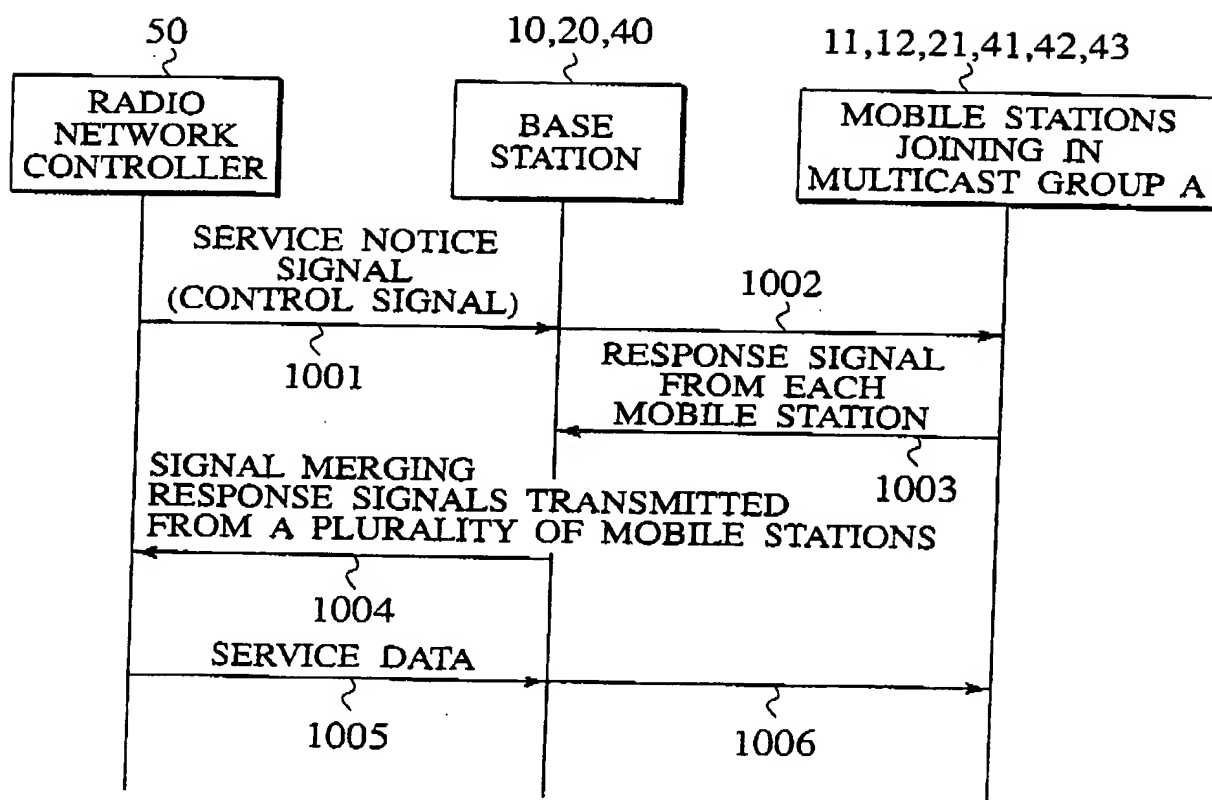 50
10,20,40
11,12,21,41,42,43
RADIO
NETWORK
CONTROLLER
BASE
STATION
MOBILE STATIONS
JOINING IN
MULTICAST GROUP A
SERVICE NOTICE
SIGNAL
(CONTROL SIGNAL)
1001
1002
RESPONSE SIGNAL
FROM EACH
MOBILE STATION
1003
SIGNAL MERGING
RESPONSE SIGNALS TRANSMITTED
FROM A PLURALITY OF MOBILE STATIONS
1004
SERVICE DATA
1005
1006